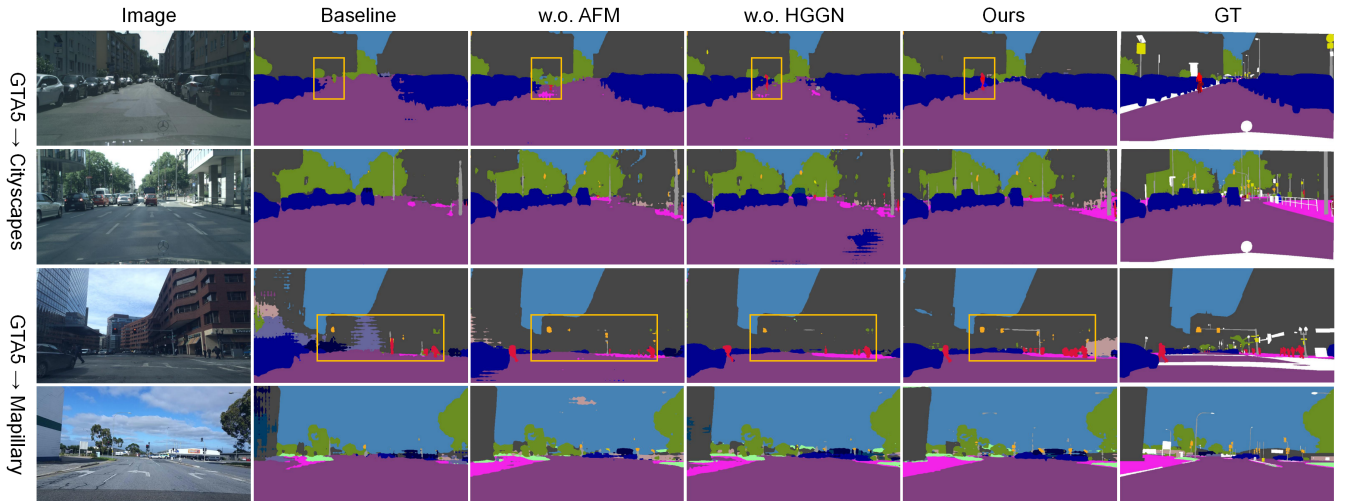 Image
Baseline
w.o. AFM
w.o. HGGN
Ours
GT
GTA5 → Cityscapes
GTA5 → Mapillary